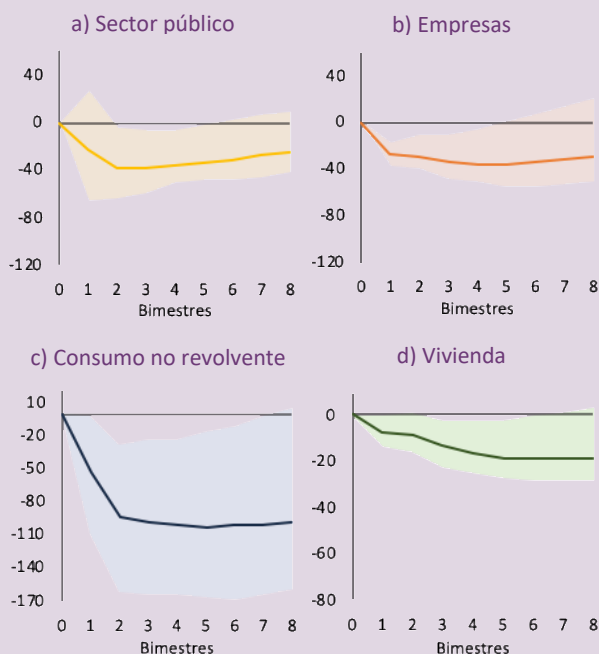 a) Sector público
40
0
-40
-80
-120
0 1 2 3 4 5 6 7 8
Bimestres
b) Empresas
40
0
-40
-80
-120
0 1 2 3 4 5 6 7 8
Bimestres
c) Consumo no revolvente
10
-20
-50
-80
-110
-140
-170
0 1 2 3 4 5 6 7 8
Bimestres
d) Vivienda
0
-20
-40
-60
-80
0 1 2 3 4 5 6 7 8
Bimestres